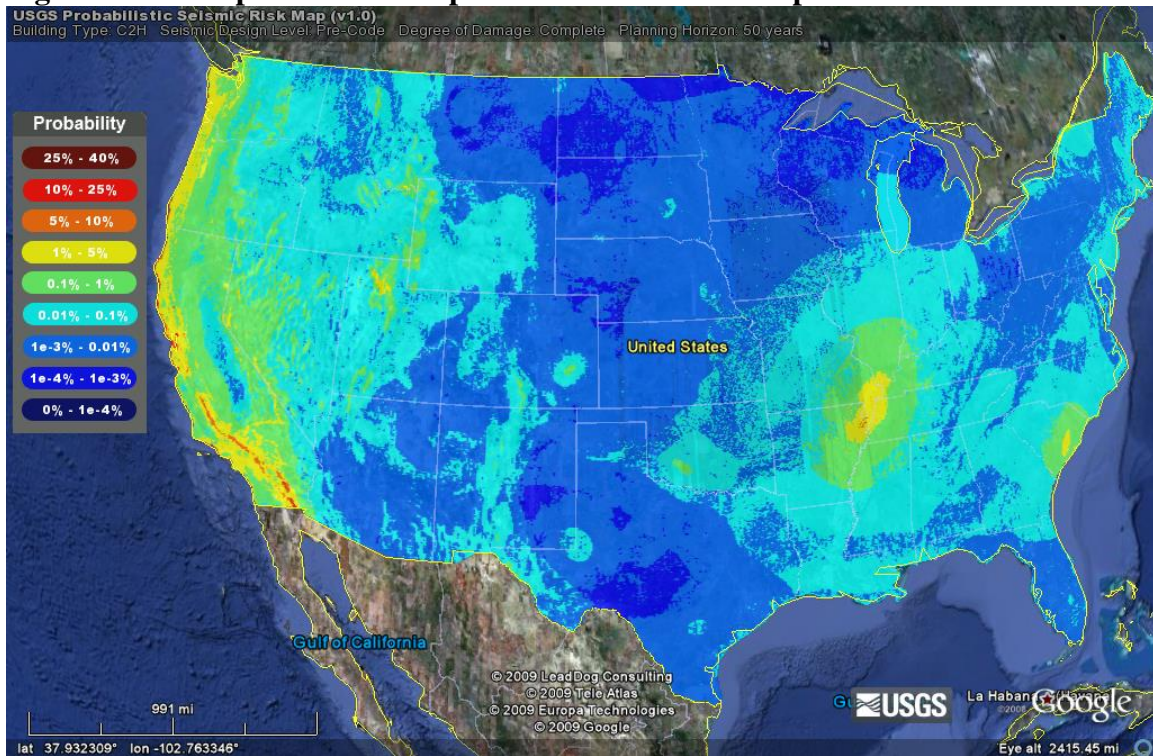 USGS Probabilistic Seismic Risk Map (v1.0)
Building Type: C2H Seismic Design Level: Pre-Code Degree of Damage: Complete Planning Horizon: 50 years
Probability
25% - 40%
10% - 25%
5% - 10%
1% - 5%
0.1% - 1%
0.01% - 0.1%
1e-3% - 0.01%
1e-4% - 1e-3%
0% - 1e-4%
United States
Gulf of California
© 2009 LeadDog Consulting
© 2009 Tele Atlas
© 2009 Europa Technologies
© 2009 Google
USGS
La Habana
Google
991 mi
lat 37.932309° lon -102.763346°
Eye alt 2415.45 mi